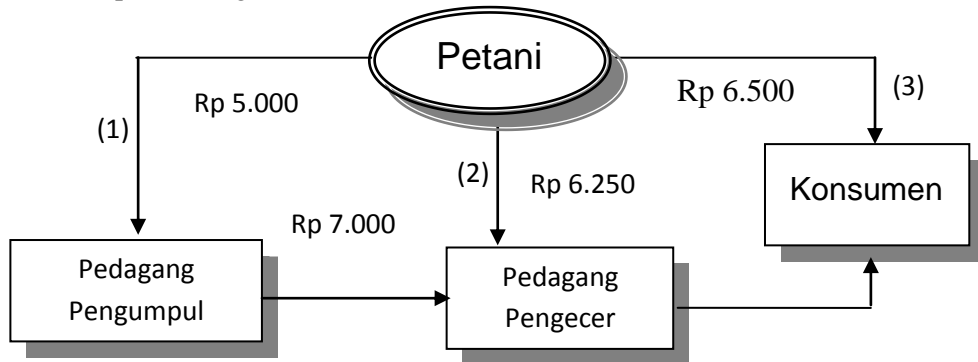 Petani
Rp 5.000
Rp 6.500
(3)
(1)
(2)
Rp 6.250
Konsumen
Rp 7.000
Pedagang
Pengumpul
Pedagang
Pengecer